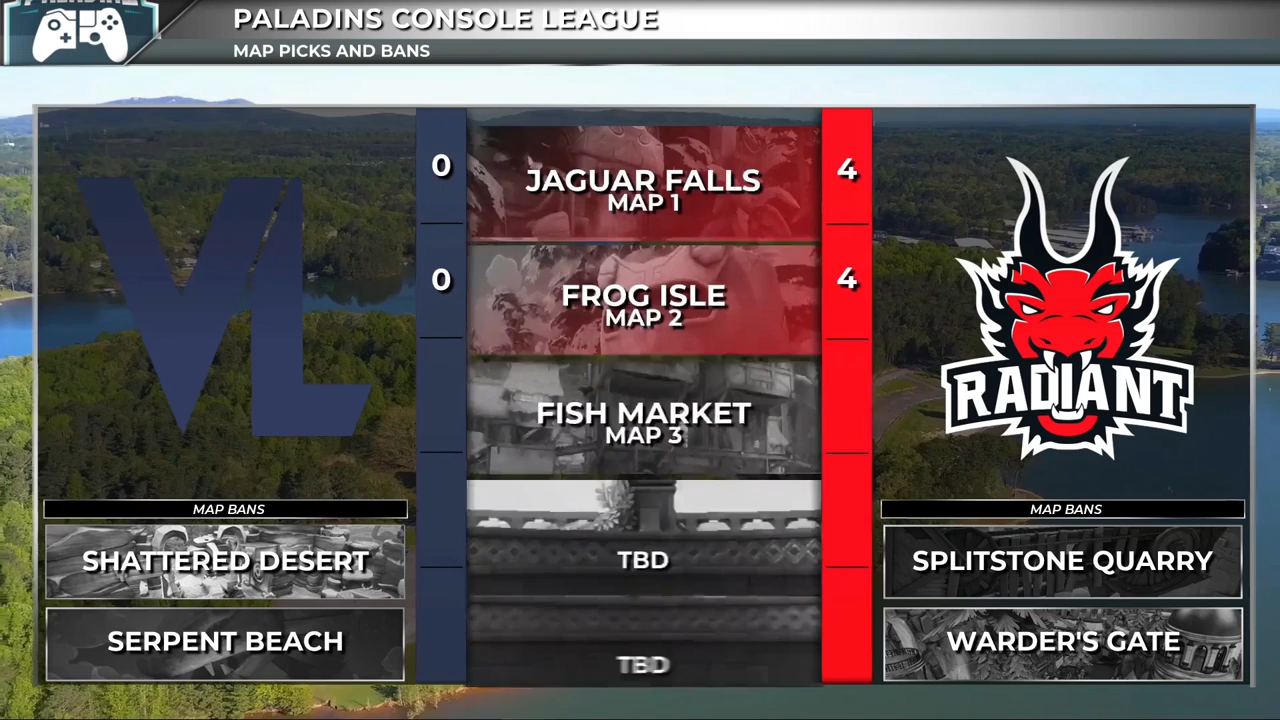 PALADINS
PALADINS CONSOLE LEAGUE
MAP PICKS AND BANS
VL
0
JAGUAR FALLS
MAP 1
4
0
FROG ISLE
MAP 2
4
FISH MARKET
MAP 3
RADIANT
MAP BANS
SHATTERED DESERT
SERPENT BEACH
TBD
TBD
MAP BANS
SPLITSTONE QUARRY
WARDER'S GATE